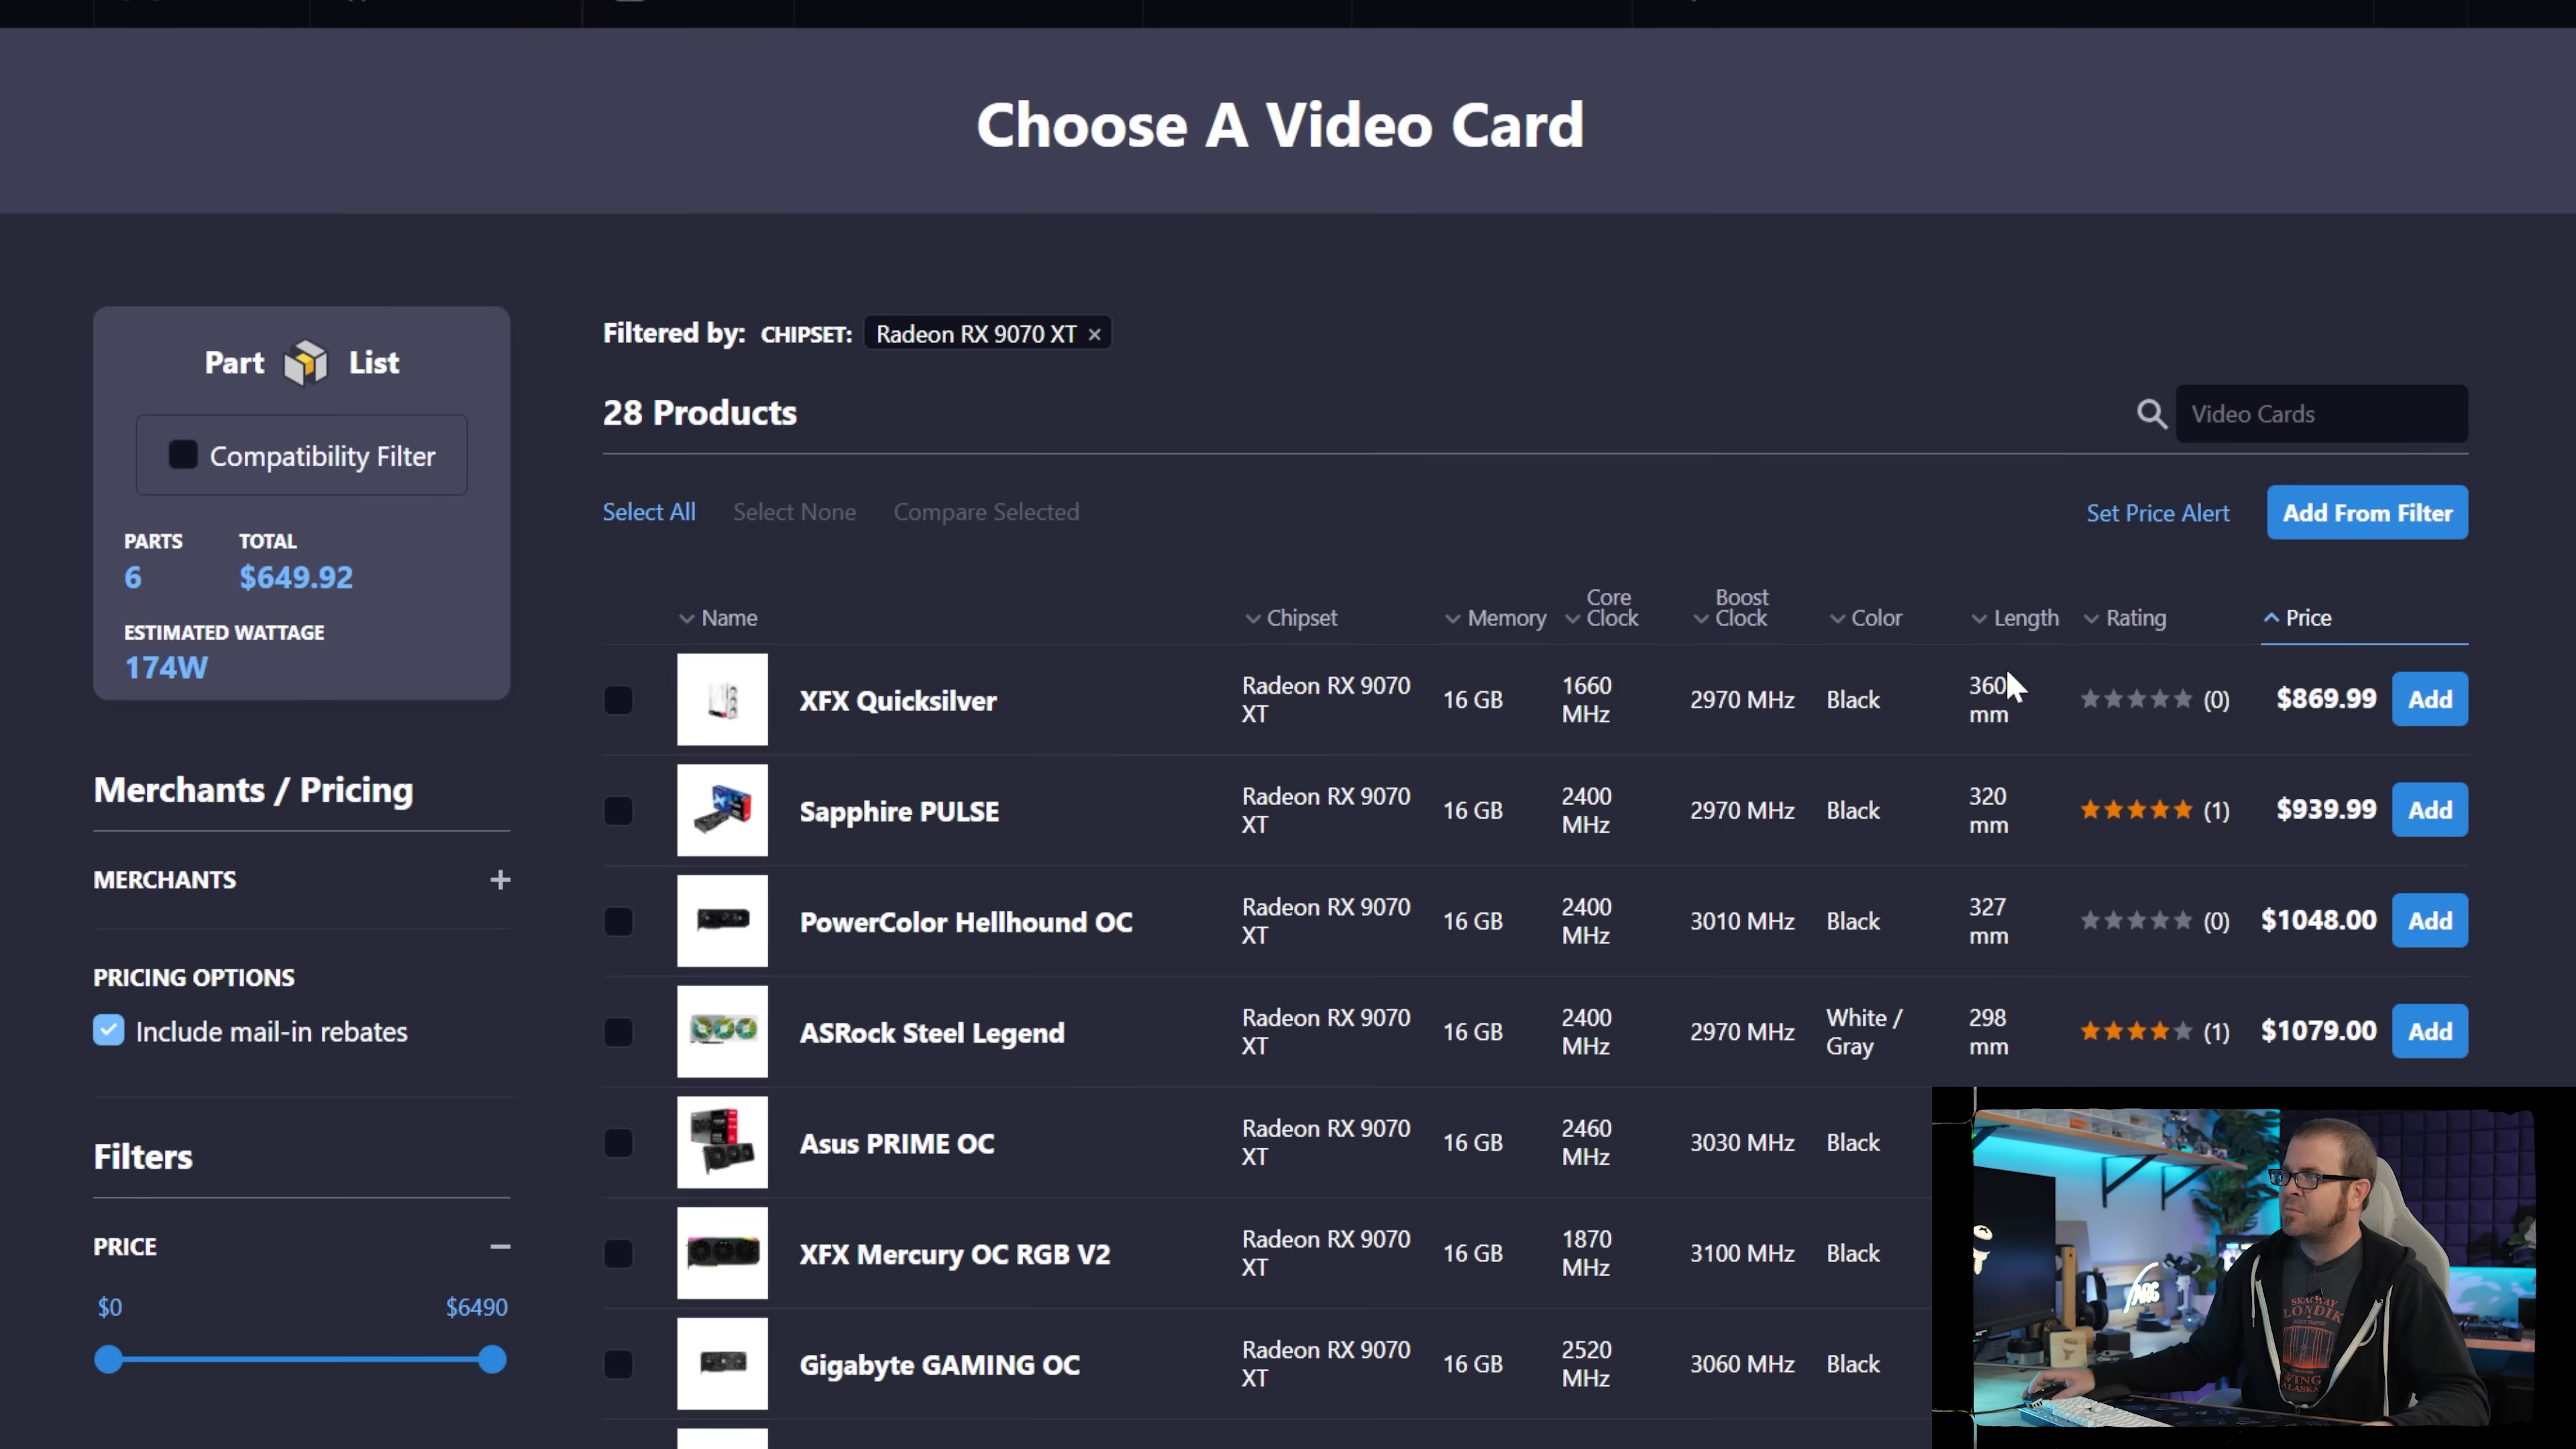 Choose A Video Card
Part List
Compatibility Filter
PARTS TOTAL
6 $649.92
ESTIMATED WATTAGE
174W
Merchants / Pricing
MERCHANTS
PRICING OPTIONS
Include mail-in rebates
Filters
PRICE
$0 $6490
Filtered by: CHIPSET: Radeon RX 9070 XT ×
28 Products
Video Cards
Select All Select None Compare Selected
Set Price Alert Add From Filter
Name Chipset Memory Core Clock Boost Clock Color Length Rating Price
XFX Quicksilver Radeon RX 9070 XT 16 GB 1660 MHz 2970 MHz Black 360 mm (0) $869.99 Add
Sapphire PULSE Radeon RX 9070 XT 16 GB 2400 MHz 2970 MHz Black 320 mm (1) $939.99 Add
PowerColor Hellhound OC Radeon RX 9070 XT 16 GB 2400 MHz 3010 MHz Black 327 mm (0) $1048.00 Add
ASRock Steel Legend Radeon RX 9070 XT 16 GB 2400 MHz 2970 MHz White / Gray 298 mm (1) $1079.00 Add
Asus PRIME OC Radeon RX 9070 XT 16 GB 2460 MHz 3030 MHz Black
XFX Mercury OC RGB V2 Radeon RX 9070 XT 16 GB 1870 MHz 3100 MHz Black
Gigabyte GAMING OC Radeon RX 9070 XT 16 GB 2520 MHz 3060 MHz Black
SKAGWAY